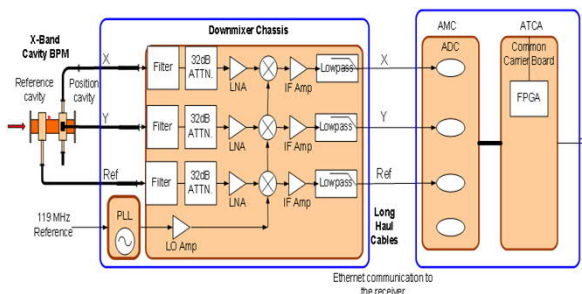 Downmixer Chassis
AMC
ATCA
X-Band
Cavity BPM
Reference
cavity
Position
cavity
X
Filter
32dB
ATTN.
LNA
IF Amp
Lowpass
X
Y
Filter
32dB
ATTN.
LNA
IF Amp
Lowpass
Y
Ref
Filter
32dB
ATTN.
LNA
IF Amp
Lowpass
Ref
119 MHz
Reference
PLL
LO Amp
Long
Haul
Cables
ADC
Common
Carrier Board
FPGA
Ethernet communication to
the receiver